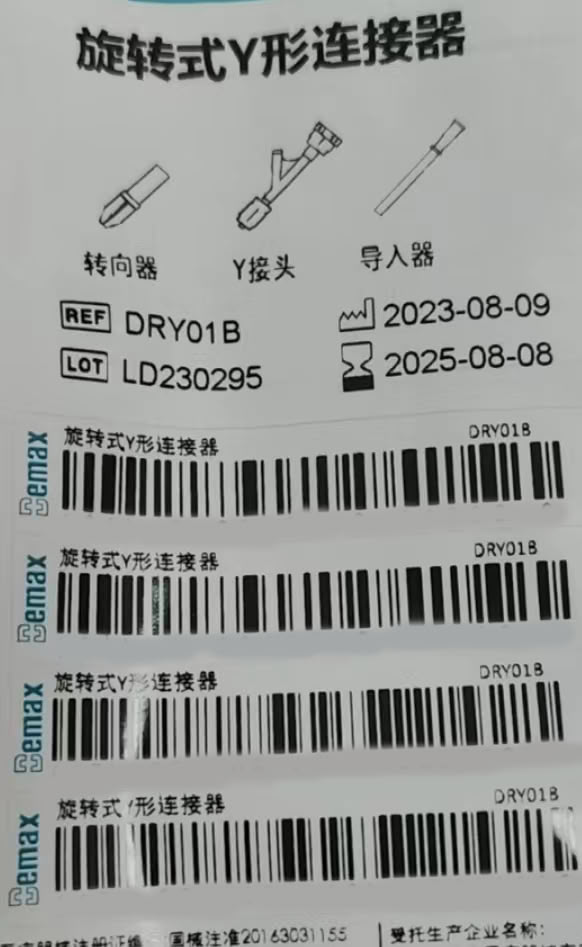 旋转式Y形连接器
转向器 Y接头 导入器
REF DRY01B 2023-08-09
LOT LD230295 2025-08-08
emax 旋转式Y形连接器 DRY01B
emax 旋转式Y形连接器 DRY01B
emax 旋转式Y形连接器 DRY01B
emax 旋转式Y形连接器 DRY01B
国械注准20163031155 受托生产企业名称: